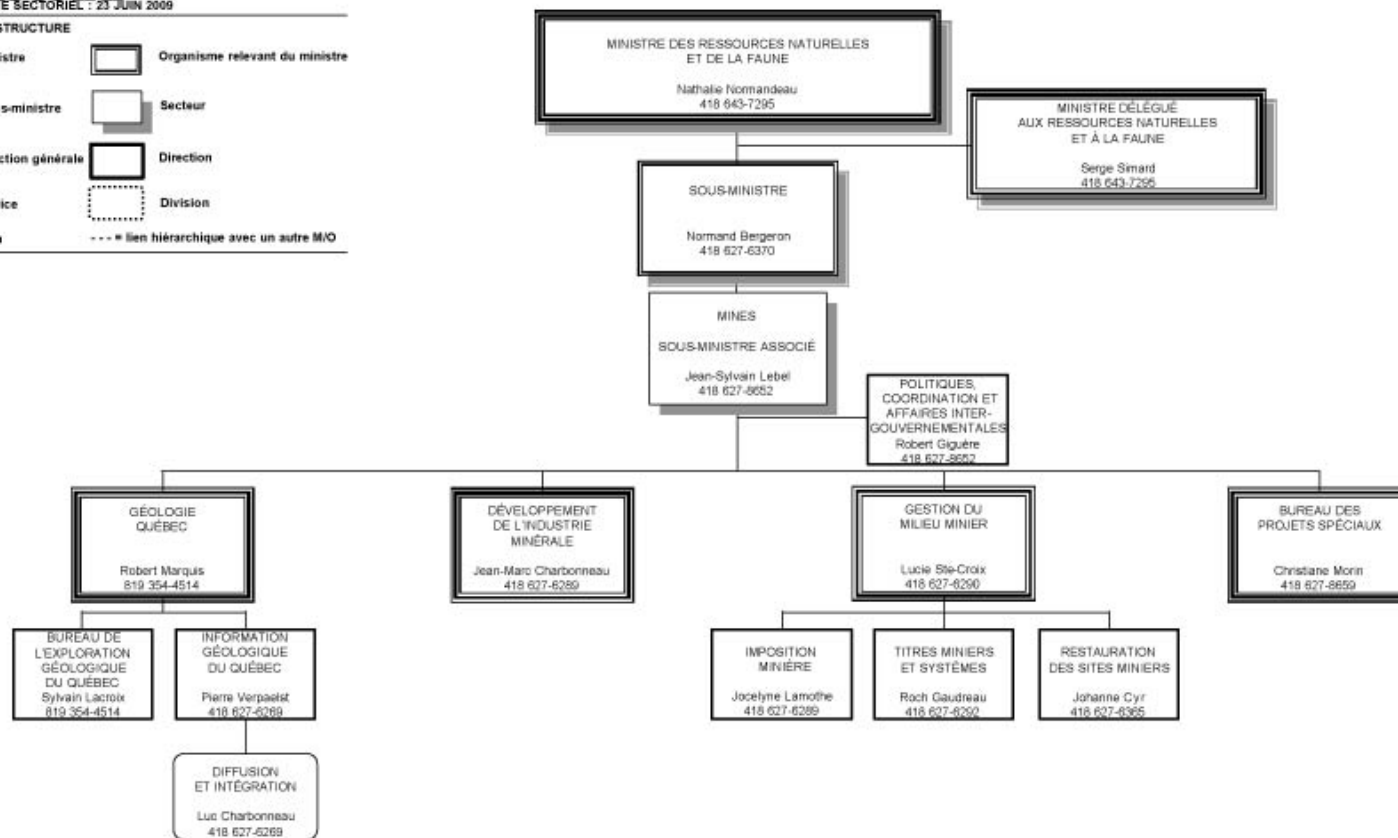 E SECTORIEL : 23 JUIN 2009
STRUCTURE
istre
Organisme relevant du ministre
s-ministre
Secteur
ction générale
Direction
ice
Division
- - - = lien hiérarchique avec un autre M/O
MINISTRE DES RESSOURCES NATURELLES
ET DE LA FAUNE
Nathalie Normandeau
418 643-7295
MINISTRE DÉLÉGUÉ
AUX RESSOURCES NATURELLES
ET À LA FAUNE
Serge Simard
418 643-7295
SOUS-MINISTRE
Normand Bergeron
418 627-6370
MINES
SOUS-MINISTRE ASSOCIÉ
Jean-Sylvain Lebel
418 627-8652
POLITIQUES,
COORDINATION ET
AFFAIRES INTER-
GOUVERNEMENTALES
Robert Giguère
418 627-8652
GÉOLOGIE
QUÉBEC
Robert Marquis
819 354-4514
DÉVELOPPEMENT
DE L'INDUSTRIE
MINÉRALE
Jean-Marc Charbonneau
418 627-6289
GESTION DU
MILIEU MINIER
Lucie Ste-Croix
418 627-6290
BUREAU DES
PROJETS SPÉCIAUX
Christiane Morin
418 627-8659
BUREAU DE
L'EXPLORATION
GÉOLOGIQUE
DU QUÉBEC
Sylvain Lacroix
819 354-4514
INFORMATION
GÉOLOGIQUE
DU QUÉBEC
Pierre Verpaelst
418 627-6269
IMPOSITION
MINIÈRE
Jocelyne Lamothe
418 627-6289
TITRES MINIERS
ET SYSTÈMES
Roch Gaudreau
418 627-6292
RESTAURATION
DES SITES MINIERS
Johanne Cyr
418 627-6365
DIFFUSION
ET INTÉGRATION
Luc Charbonneau
418 627-6269